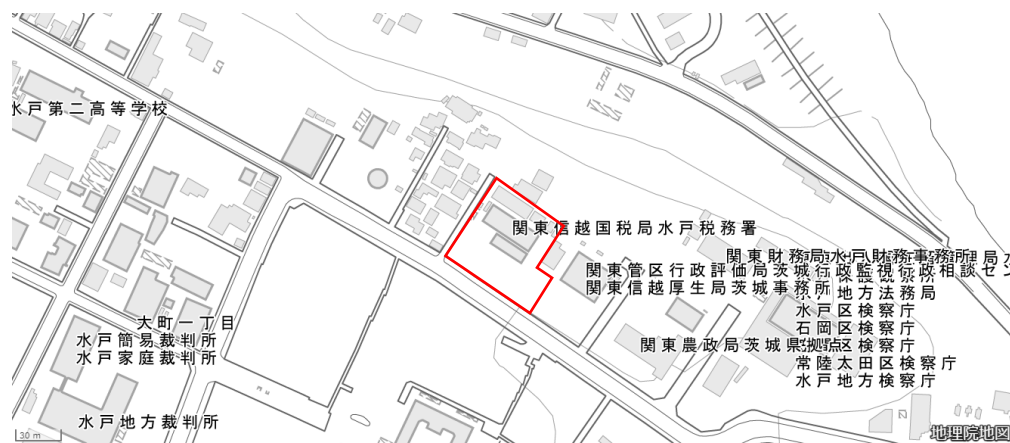 水戸第二高等学校
関東信越国税局水戸税務署
関東財務局水戸財務事務所
関東管区行政評価局茨城行政監視行政相談セン
関東信越厚生局茨城事務所
水戸地方法務局
水戸区検察庁
石岡区検察庁
関東農政局茨城県拠点
常陸太田区検察庁
水戸地方検察庁
大町一丁目
水戸簡易裁判所
水戸家庭裁判所
水戸地方裁判所
30 m
地理院地図